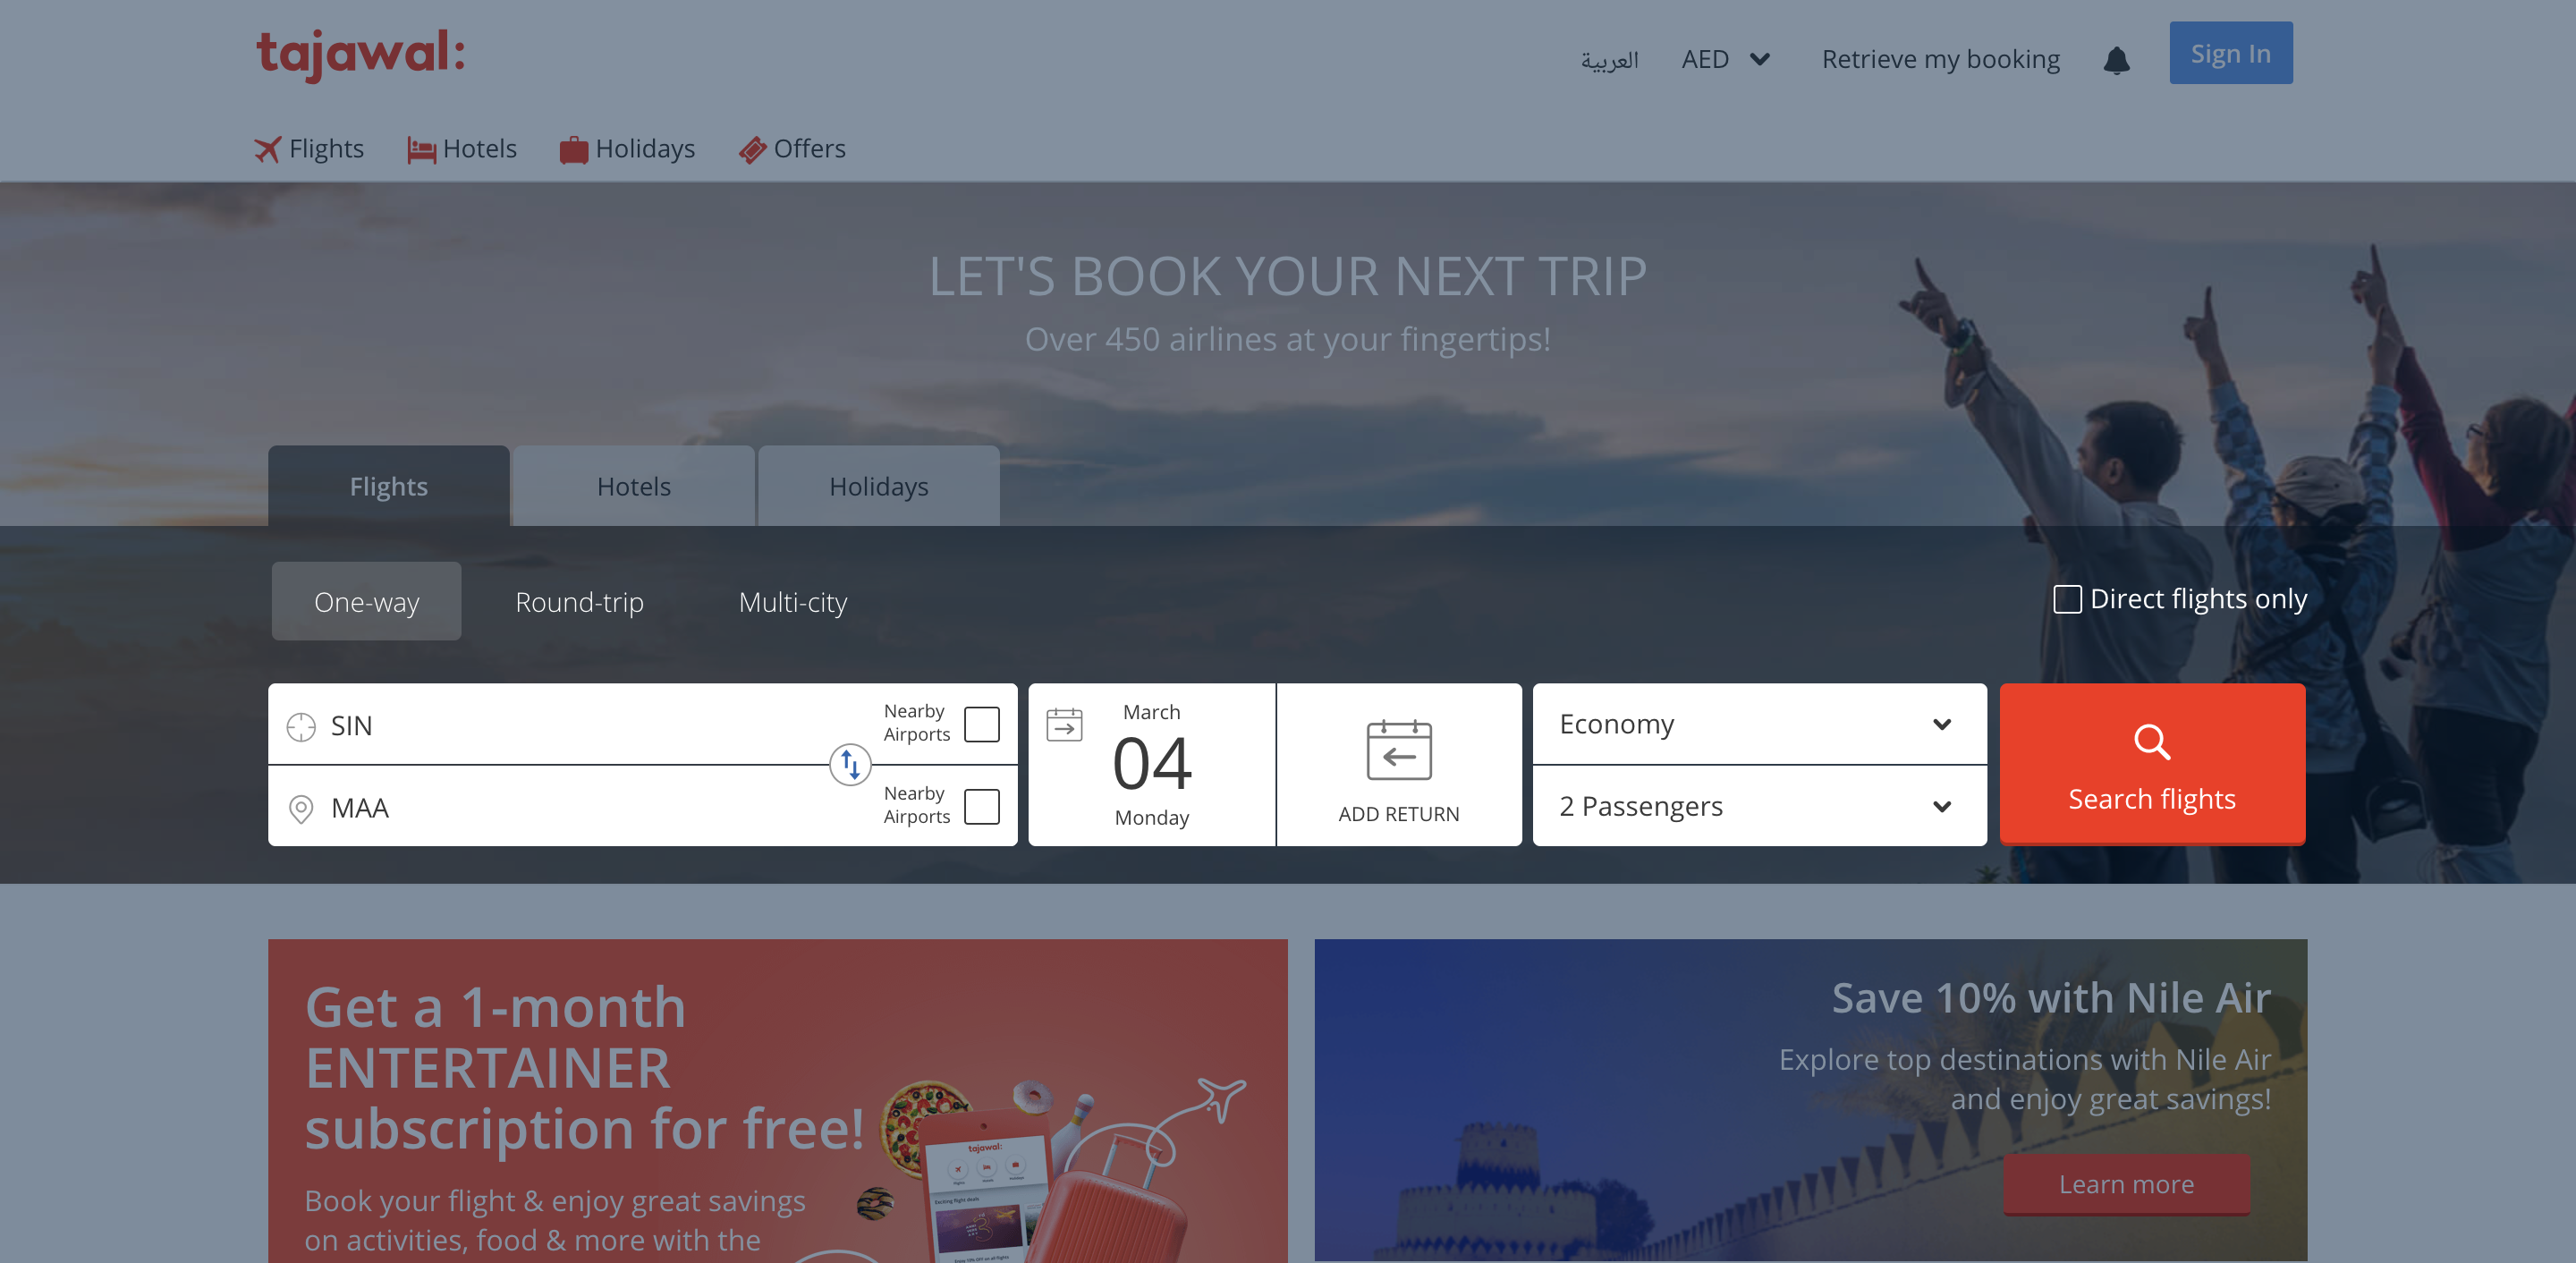 tajawal:
العربية
AED
Retrieve my booking
Sign In
Flights
Hotels
Holidays
Offers
LET'S BOOK YOUR NEXT TRIP
Over 450 airlines at your fingertips!
Flights
Hotels
Holidays
One-way
Round-trip
Multi-city
Direct flights only
SIN
Nearby
Airports
MAA
Nearby
Airports
March
04
Monday
ADD RETURN
Economy
2 Passengers
Search flights
Get a 1-month
ENTERTAINER
subscription for free!
Book your flight & enjoy great savings
on activities, food & more with the
tajawal:
Exciting flight deals
Save 10% with Nile Air
Explore top destinations with Nile Air
and enjoy great savings!
Learn more